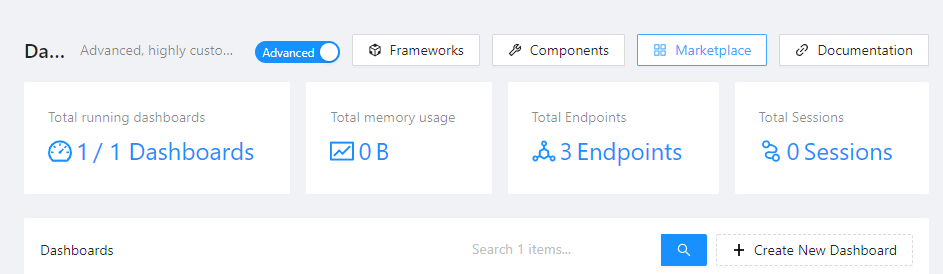 Da... Advanced, highly custo... Advanced Frameworks Components Marketplace Documentation
Total running dashboards Total memory usage Total Endpoints Total Sessions
1 / 1 Dashboards 0 B 3 Endpoints 0 Sessions
Dashboards Search 1 items... + Create New Dashboard